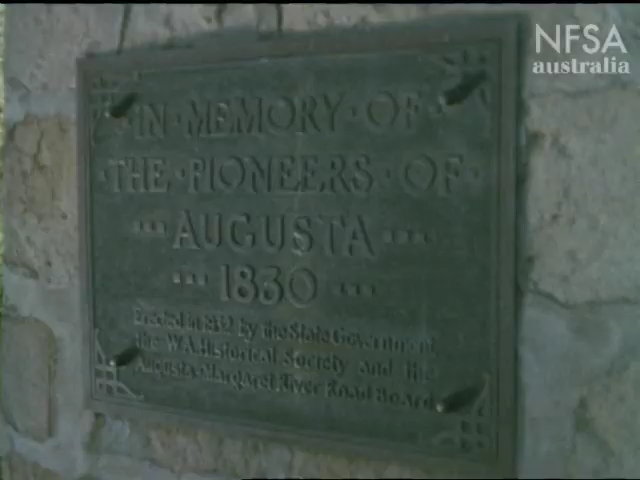 NFSA
australia
IN·MEMORY·OF
·THE·PIONEERS·OF·
···AUGUSTA···
···1830···
Erected in by the State Government,
the W.A. Historical Society and the
Augusta-Margaret River Road Board.